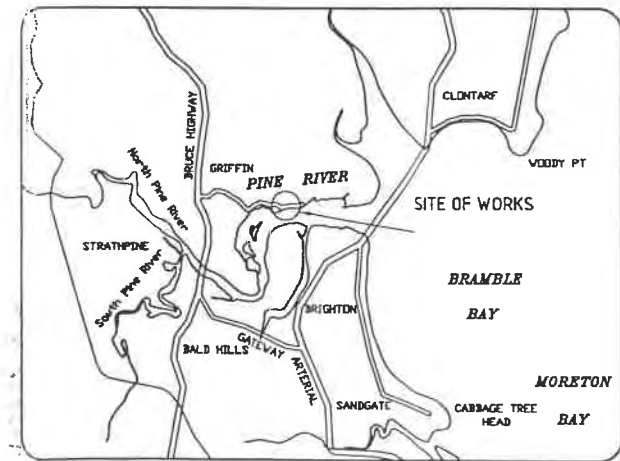 CLONTARF
WOODY PT
BRUCE HIGHWAY
GRIFFIN
PINE RIVER
North Pine River
SITE OF WORKS
STRATHPINE
South Pine River
BRAMBLE
BAY
BRIGHTON
BALD HILLS
GATEWAY
ARTERIAL
SANDGATE
CABBAGE TREE
HEAD
MORETON
BAY